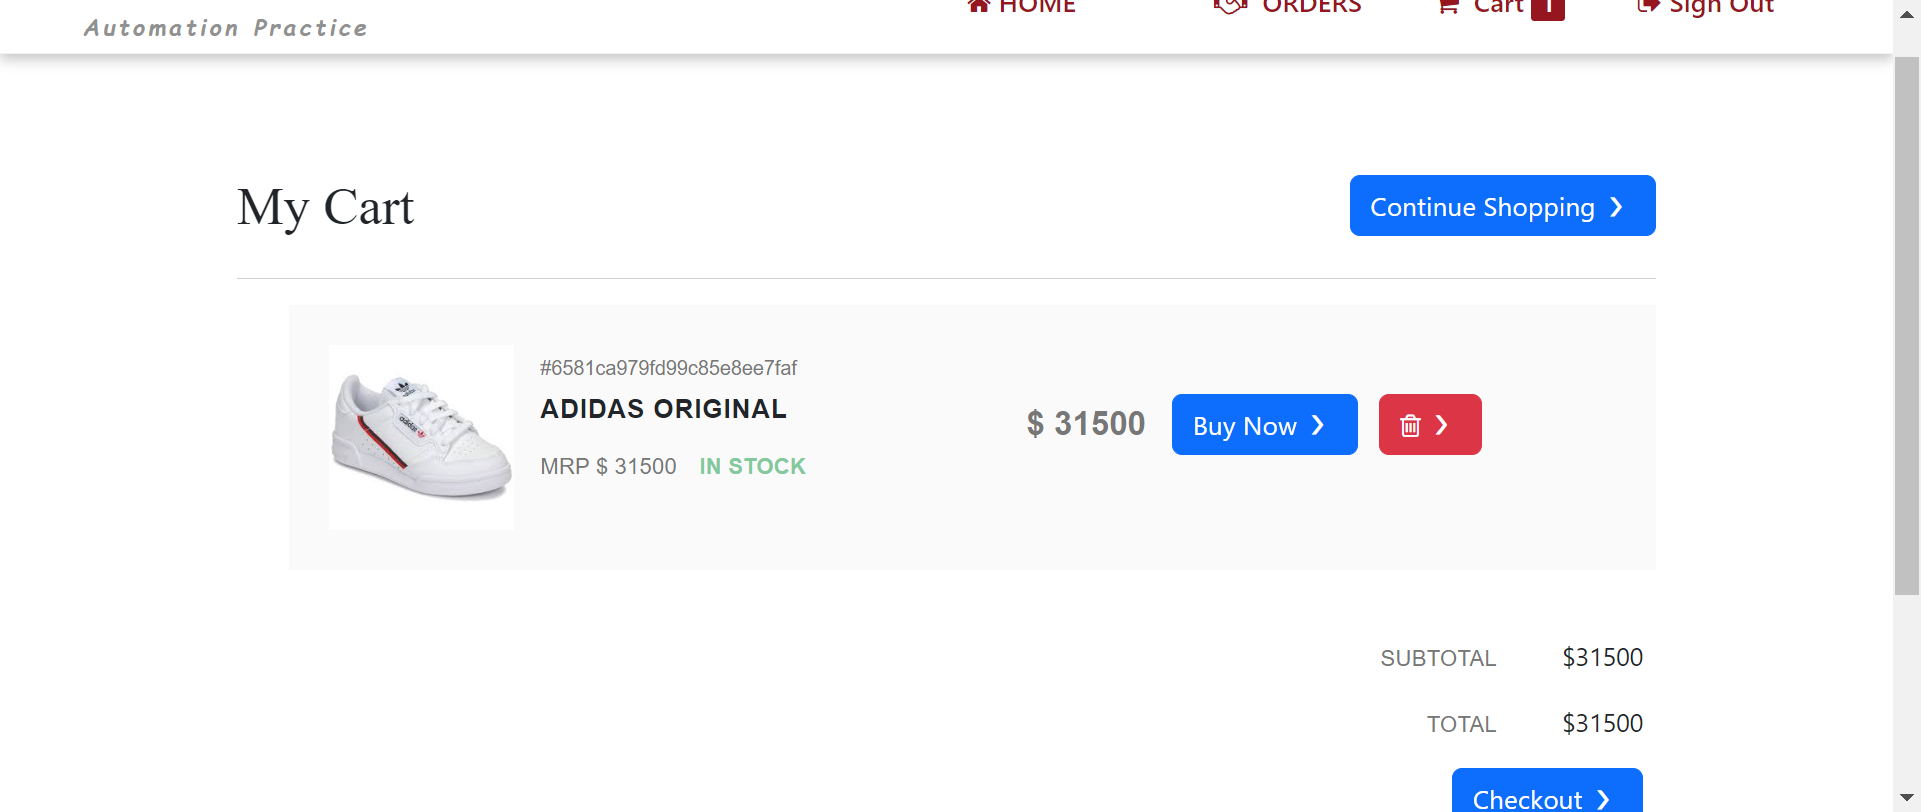 HOME ORDERS Cart 1 Sign Out
Automation Practice
My Cart
Continue Shopping
#6581ca979fd99c85e8ee7faf
ADIDAS ORIGINAL
MRP $ 31500 IN STOCK
$ 31500
Buy Now
adidas
SUBTOTAL $31500
TOTAL $31500
Checkout